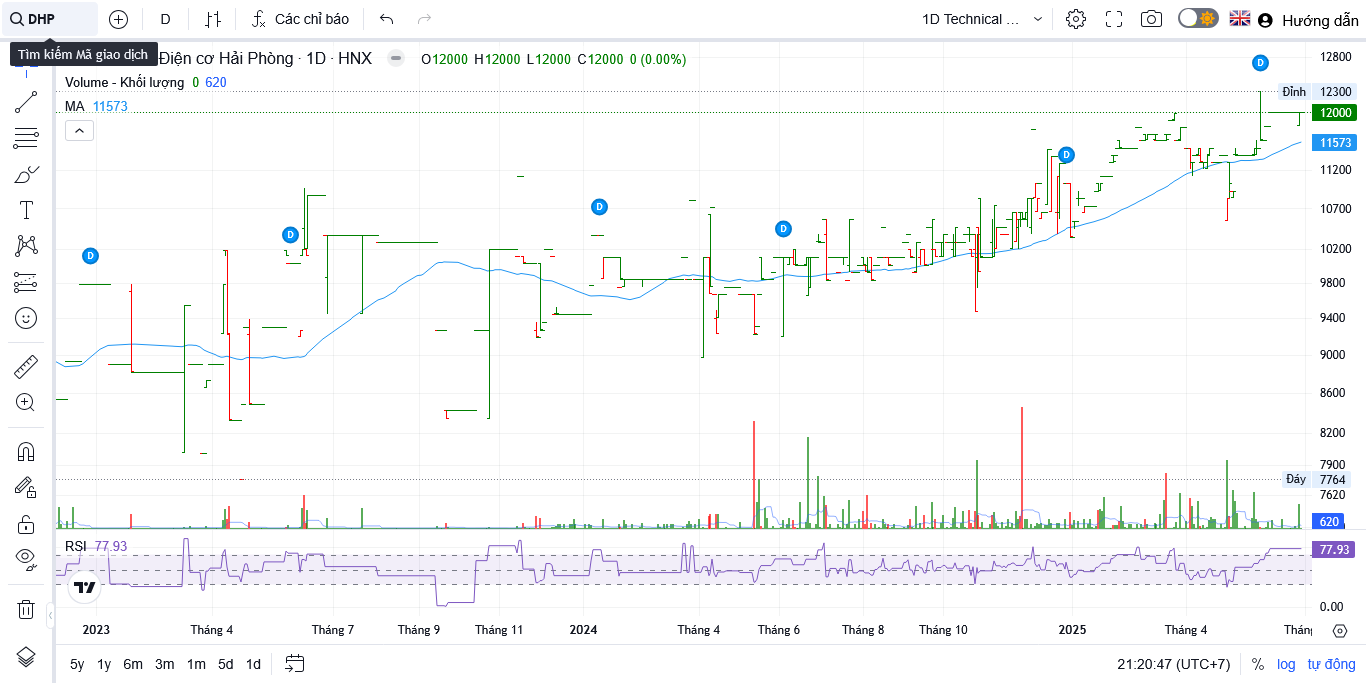 DHP
D
Các chỉ báo
1D Technical ...
Hướng dẫn
Tìm kiếm Mã giao dịch
Điện cơ Hải Phòng · 1D · HNX
O12000 H12000 L12000 C12000 0 (0.00%)
Volume - Khối lượng 0 620
MA 11573
D
D
D
D
D
D
12800
Đỉnh 12300
12000
11573
11200
10700
10200
9800
9400
9000
8600
8200
7900
Đáy 7764
7620
620
RSI 77.93
77.93
0.00
2023
Tháng 4
Tháng 7
Tháng 9
Tháng 11
2024
Tháng 4
Tháng 6
Tháng 8
Tháng 10
2025
Tháng 4
5y 1y 6m 3m 1m 5d 1d
21:20:47 (UTC+7)
%
log
tự động